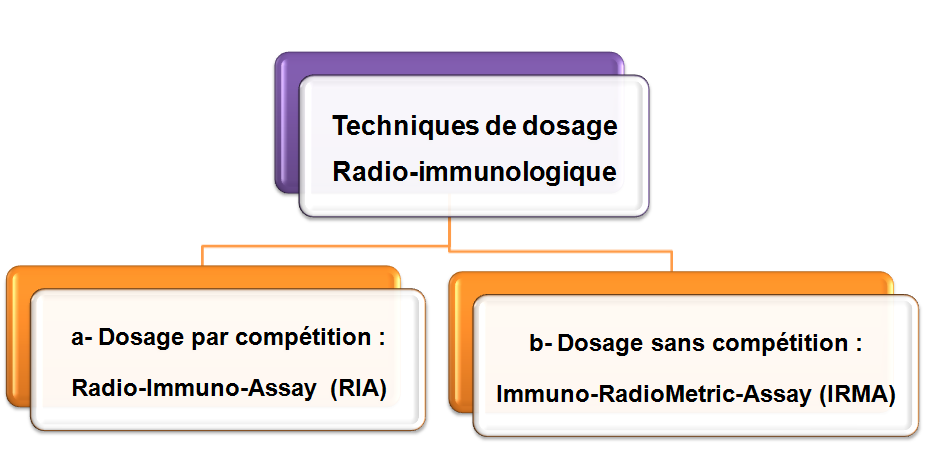 Techniques de dosage
Radio-immunologique
a- Dosage par compétition :
Radio-Immuno-Assay (RIA)
b- Dosage sans compétition :
Immuno-RadioMetric-Assay (IRMA)